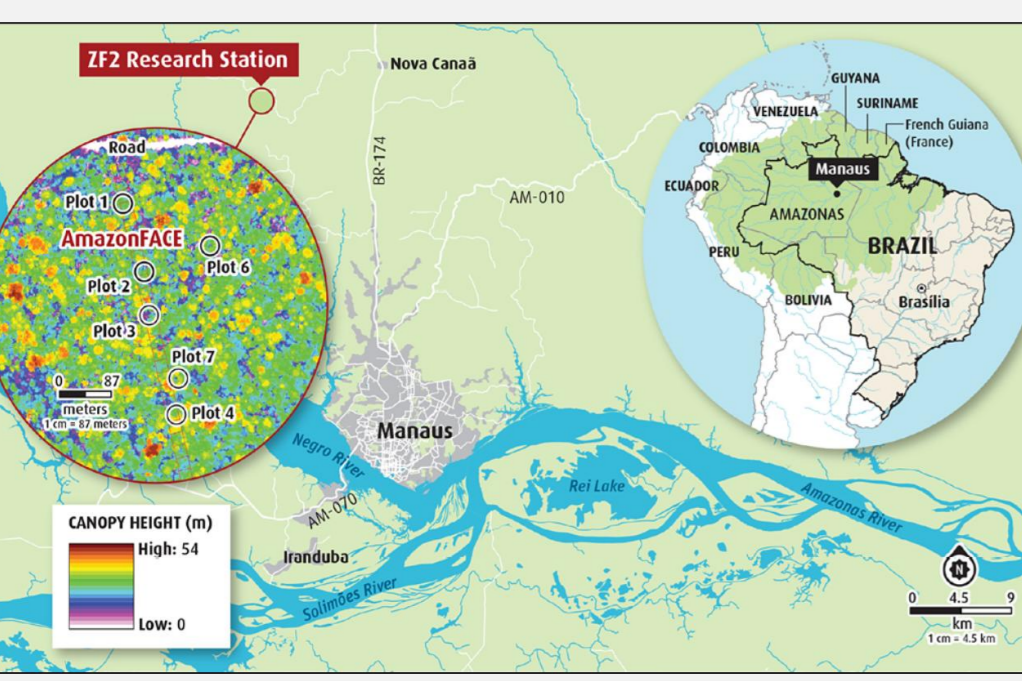 ZF2 Research Station
Nova Canaã
BR-174
AM-010
Road
Plot 1
AmazonFACE
Plot 6
Plot 2
Plot 3
Plot 7
Plot 4
0 87
meters
1 cm = 87 meters
GUYANA
SURINAME
French Guiana
(France)
VENEZUELA
COLOMBIA
ECUADOR
Manaus
AMAZONAS
PERU
BRAZIL
BOLIVIA
Brasília
Manaus
Negro River
Rei Lake
Amazonas River
AM-070
Iranduba
Solimões River
CANOPY HEIGHT (m)
High: 54
Low: 0
N
0 4.5 9
km
1 cm = 4.5 km